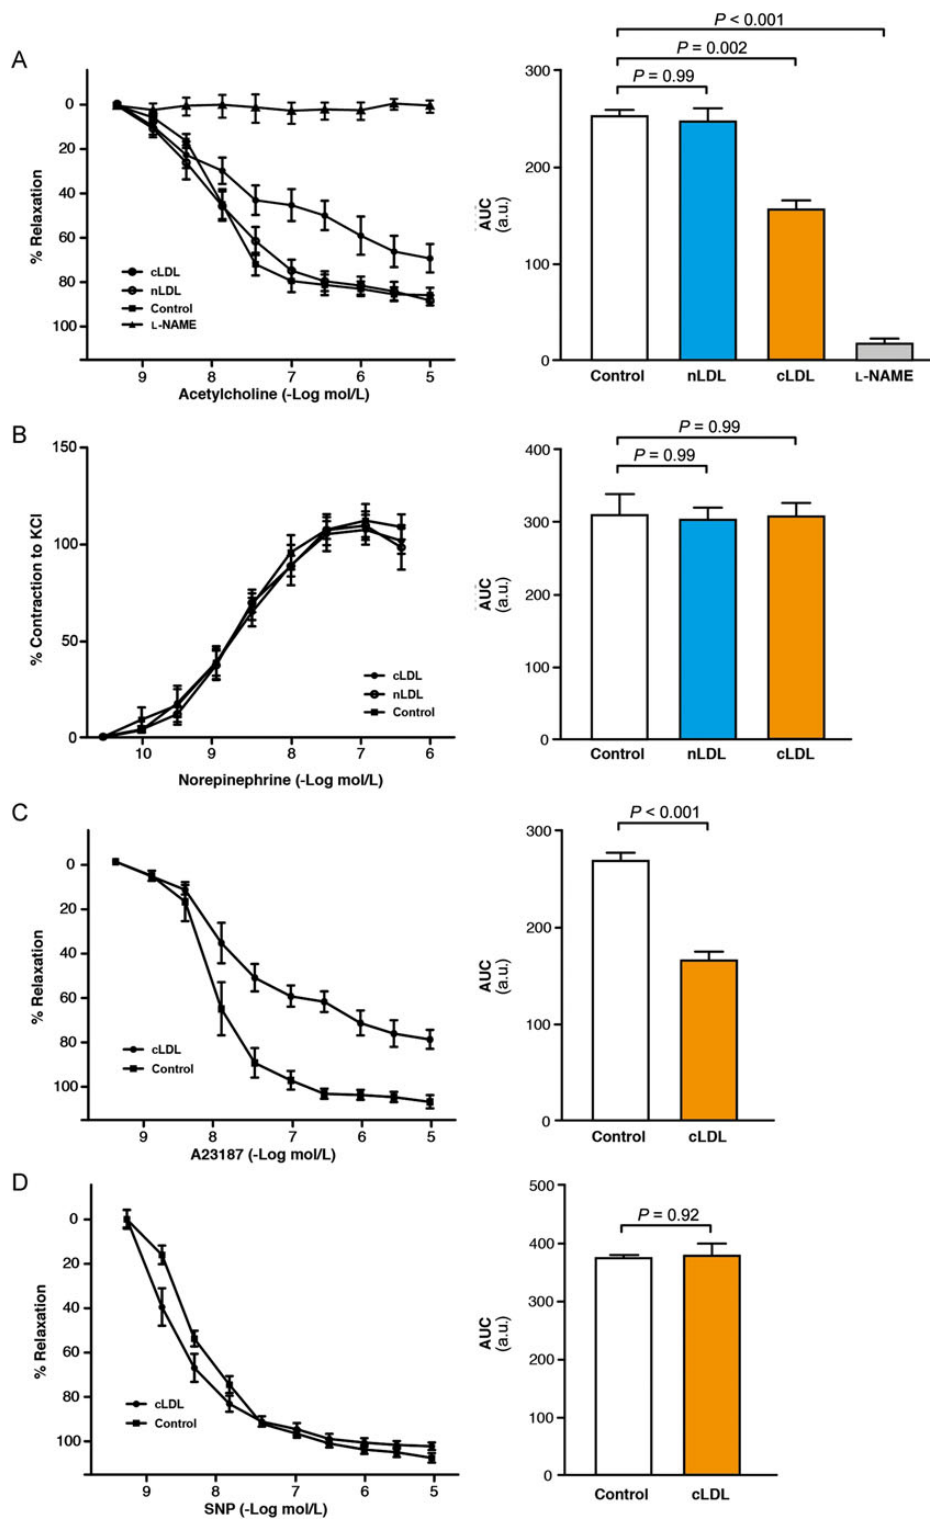 A
P < 0.001
P = 0.002
P = 0.99
% Relaxation
0
20
40
60
80
100
cLDL
nLDL
Control
L-NAME
9 8 7 6 5
Acetylcholine (-Log mol/L)
AUC
(a.u.)
300
200
100
0
Control nLDL cLDL L-NAME
B
% Contraction to KCl
150
100
50
0
cLDL
nLDL
Control
10 9 8 7 6
Norepinephrine (-Log mol/L)
P = 0.99
P = 0.99
AUC
(a.u.)
400
300
200
100
0
Control nLDL cLDL
C
% Relaxation
0
20
40
60
80
100
cLDL
Control
9 8 7 6 5
A23187 (-Log mol/L)
P < 0.001
AUC
(a.u.)
300
200
100
0
Control cLDL
D
% Relaxation
0
20
40
60
80
100
cLDL
Control
9 8 7 6 5
SNP (-Log mol/L)
P = 0.92
AUC
(a.u.)
500
400
300
200
100
0
Control cLDL